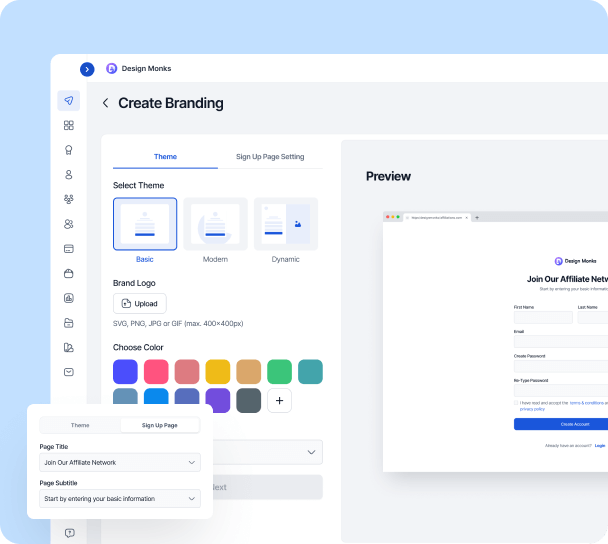 Design Monks
Create Branding
Theme
Sign Up Page Setting
Select Theme
Basic
Modern
Dynamic
Brand Logo
Upload
SVG, PNG, JPG or GIF (max. 400×400px)
Choose Color
Next
Theme
Sign Up Page
Page Title
Join Our Affiliate Network
Page Subtitle
Start by entering your basic information
Preview
Design Monks
Join Our Affiliate Netw
Start by entering your basic informatio
First Name
Last Name
Email
Create Password
Re-Type Password
I have read and accept the terms & conditions
privacy policy
Create Account
Already have an account? Login